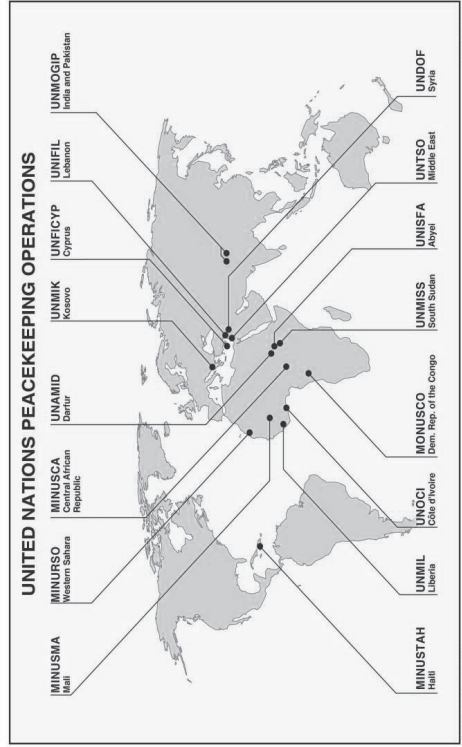 UNITED NATIONS PEACEKEEPING OPERATIONS
MINUSMA
Mali
MINURSO
Western Sahara
MINUSCA
Central African
Republic
UNAMID
Darfur
UNMIK
Kosovo
UNFICYP
Cyprus
UNIFIL
Lebanon
UNMOGIP
India and Pakistan
MINUSTAH
Haiti
UNMIL
Liberia
UNOCI
Côte d'Ivoire
MONUSCO
Dem. Rep. of the Congo
UNMISS
South Sudan
UNISFA
Abyei
UNTSO
Middle East
UNDOF
Syria